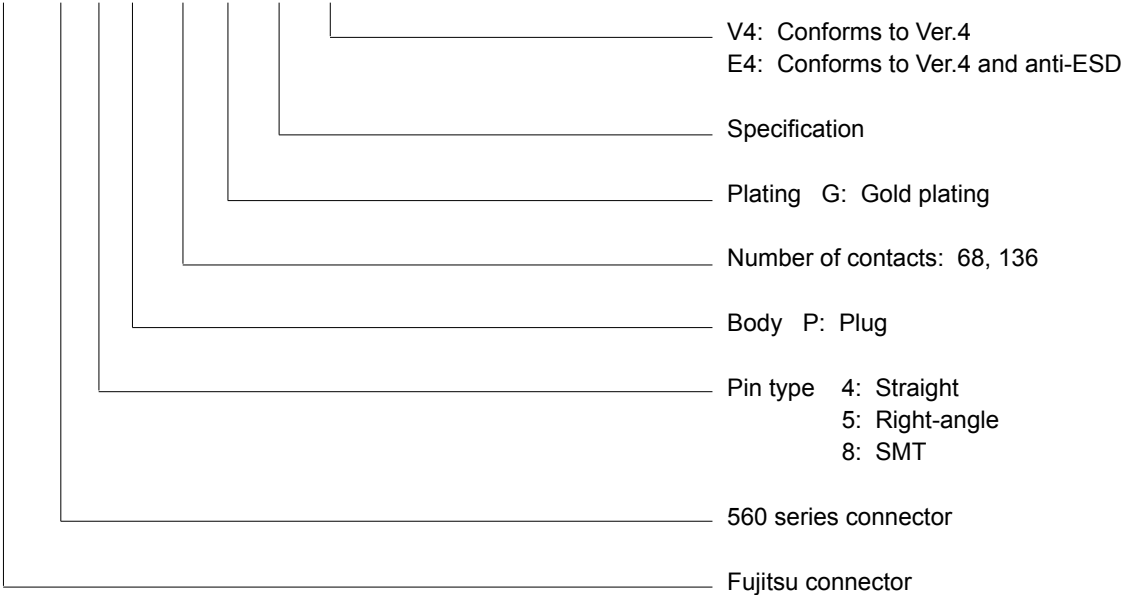 V4: Conforms to Ver.4
E4: Conforms to Ver.4 and anti-ESD
Specification
Plating G: Gold plating
Number of contacts: 68, 136
Body P: Plug
Pin type 4: Straight
5: Right-angle
8: SMT
560 series connector
Fujitsu connector